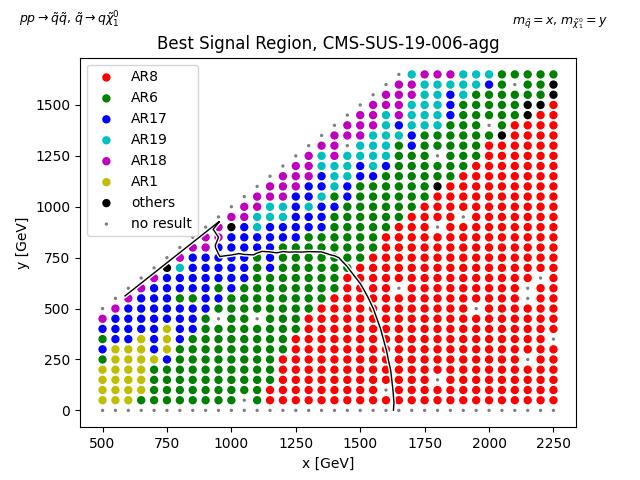 pp → q̃q̃, q̃ → qχ̃₁⁰ m_q̃ = x, m_χ̃₁⁰ = y
Best Signal Region, CMS-SUS-19-006-agg
AR8
AR6
AR17
AR19
AR18
AR1
others
no result
y [GeV]
1500
1250
1000
750
500
250
0
500 750 1000 1250 1500 1750 2000 2250
x [GeV]